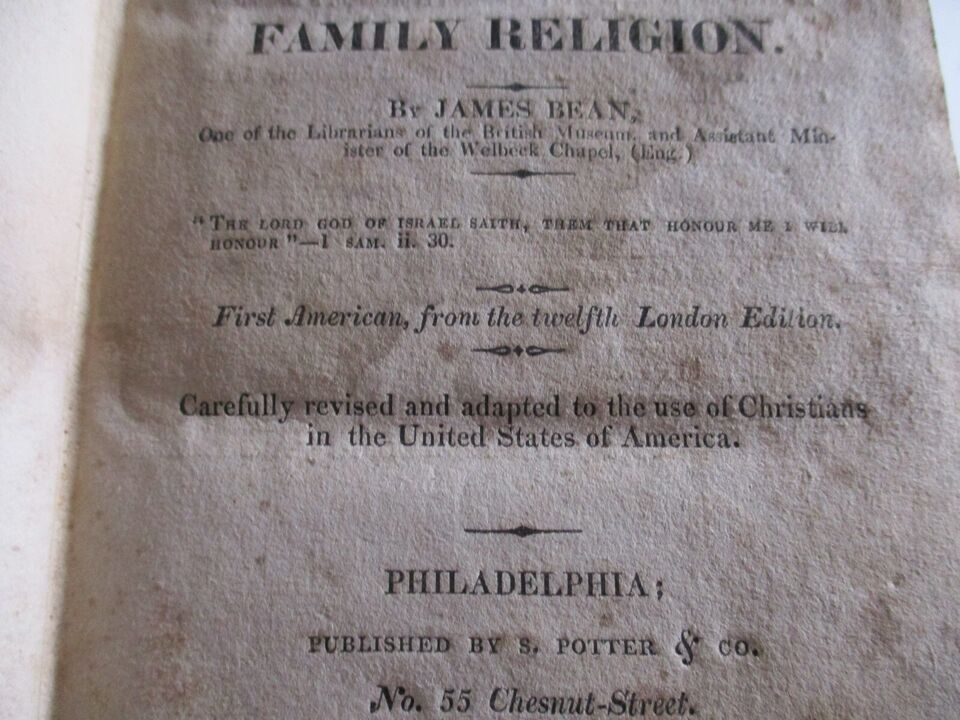 FAMILY RELIGION.
By JAMES BEAN,
One of the Librarians of the British Museum, and Assistant Min-
ister of the Welbeck Chapel, (Eng.)
"THE LORD GOD OF ISRAEL SAITH, THEM THAT HONOUR ME I WILL
HONOUR"—1 SAM. ii. 30.
First American, from the twelfth London Edition.
Carefully revised and adapted to the use of Christians
in the United States of America.
PHILADELPHIA;
PUBLISHED BY S. POTTER & CO.
No. 55 Chesnut-Street.